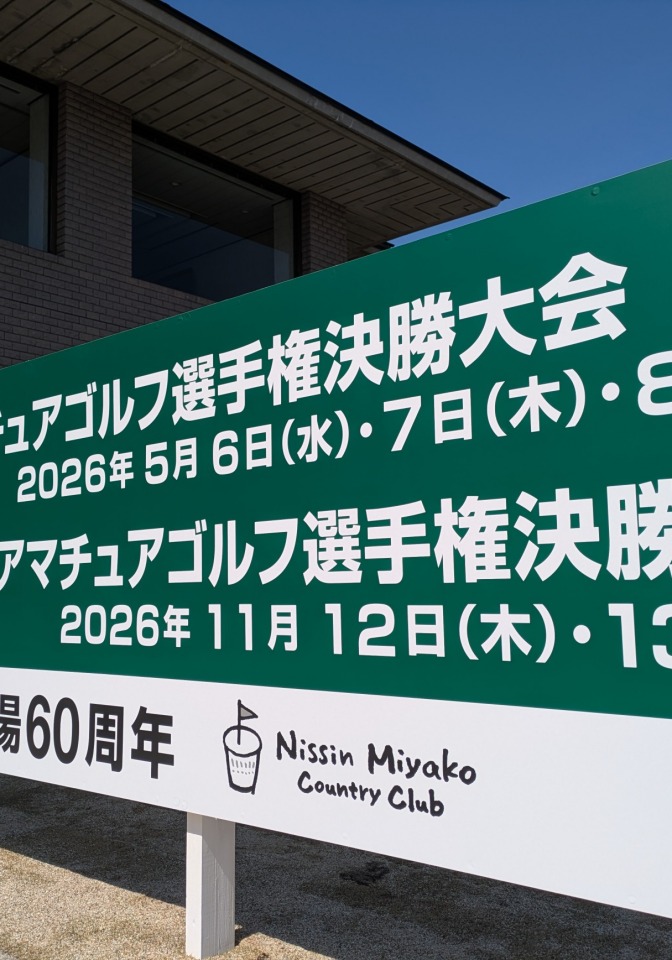 チュアゴルフ選手権決勝大会
2026年 5月 6日(水)・7日(木)・8
アマチュアゴルフ選手権決勝
2026年 11月 12日(木)・13
場60周年
Nissin Miyako
Country Club